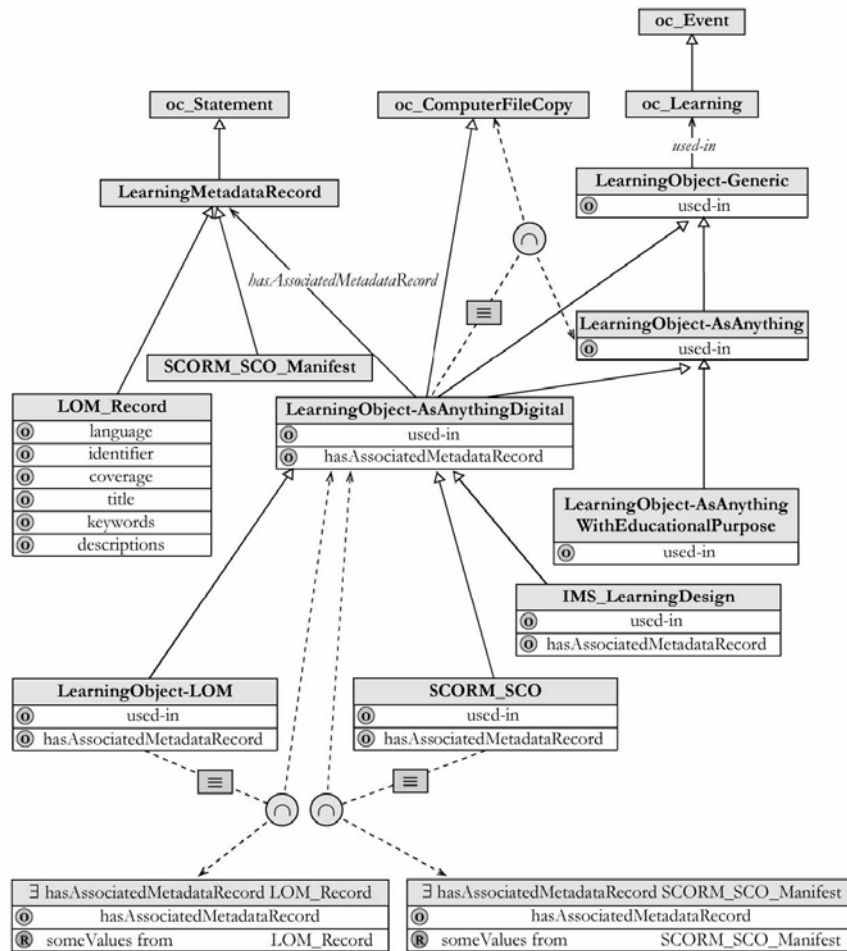 oc_Event
oc_Statement
oc_ComputerFileCopy
oc_Learning
used-in
LearningMetadataRecord
LearningObject-Generic
O used-in
∩
hasAssociatedMetadataRecord
≡
LearningObject-AsAnything
O used-in
SCORM_SCO_Manifest
LOM_Record
O language
O identifier
O coverage
O title
O keywords
O descriptions
LearningObject-AsAnythingDigital
O used-in
O hasAssociatedMetadataRecord
LearningObject-AsAnything
WithEducationalPurpose
O used-in
IMS_LearningDesign
O used-in
O hasAssociatedMetadataRecord
LearningObject-LOM
O used-in
O hasAssociatedMetadataRecord
SCORM_SCO
O used-in
O hasAssociatedMetadataRecord
≡ ≡
∩ ∩
∃ hasAssociatedMetadataRecord LOM_Record
O hasAssociatedMetadataRecord
R someValues from LOM_Record
∃ hasAssociatedMetadataRecord SCORM_SCO_Manifest
O hasAssociatedMetadataRecord
R someValues from SCORM_SCO_Manifest